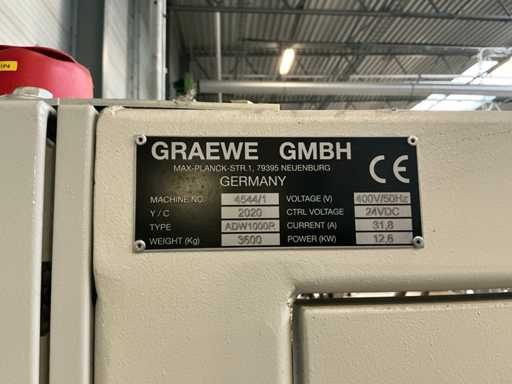 GRAEWE GMBH
MAX-PLANCK-STR.1, 79395 NEUENBURG
GERMANY
CE
MACHINE NO. 4544/1 VOLTAGE (V) 400V/50Hz
Y / C 2020 CTRL VOLTAGE 24VDC
TYPE ADW1000R CURRENT (A) 31,8
WEIGHT (Kg) 3600 POWER (KW) 12,6